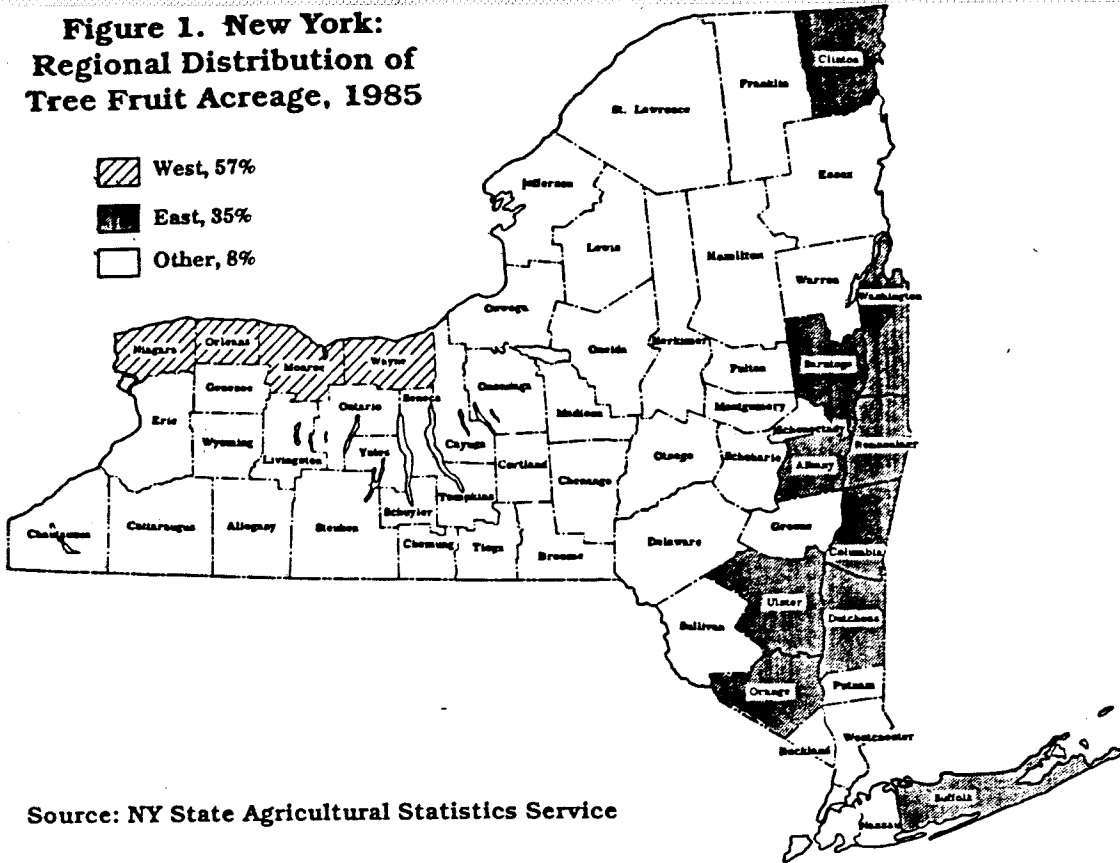 Figure 1. New York:
Regional Distribution of
Tree Fruit Acreage, 1985
West, 57%
East, 35%
Other, 8%
Clinton
Franklin
St. Lawrence
Essex
Jefferson
Lewis
Hamilton
Warren
Washington
Oswego
Oneida
Herkimer
Fulton
Saratoga
Niagara
Orleans
Monroe
Wayne
Genesee
Onondaga
Madison
Montgomery
Schenectady
Rensselaer
Erie
Wyoming
Livingston
Ontario
Seneca
Yates
Cayuga
Cortland
Chenango
Otsego
Schoharie
Albany
Chautauqua
Cattaraugus
Allegany
Steuben
Schuyler
Tompkins
Chemung
Tioga
Broome
Delaware
Greene
Columbia
Ulster
Dutchess
Sullivan
Orange
Putnam
Rockland
Westchester
Suffolk
Nassau
Source: NY State Agricultural Statistics Service